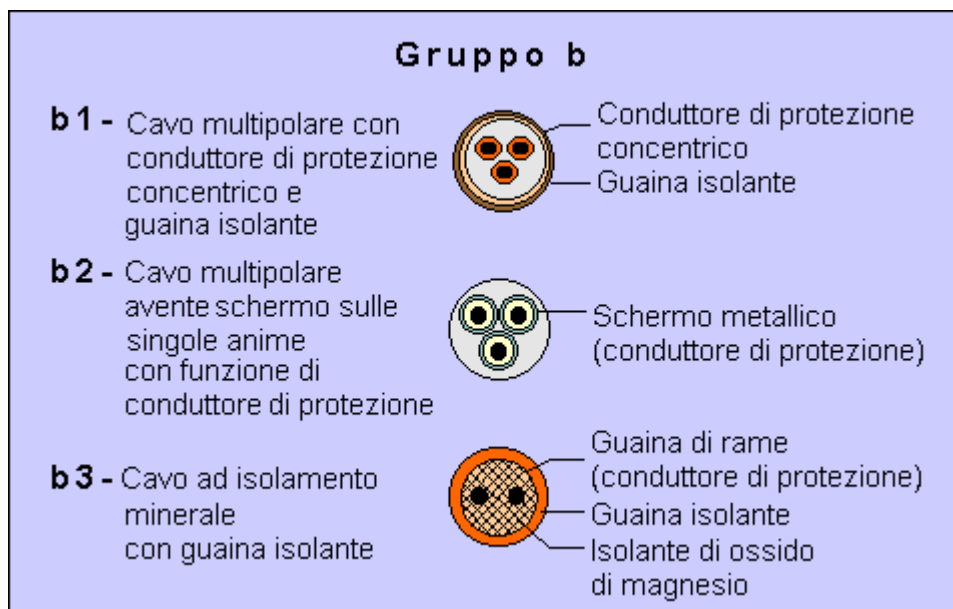 Gruppo b
b1- Cavo multipolare con
conduttore di protezione
concentrico e
guaina isolante
Conduttore di protezione
concentrico
Guaina isolante
b2- Cavo multipolare
avente schermo sulle
singole anime
con funzione di
conduttore di protezione
Schermo metallico
(conduttore di protezione)
b3- Cavo ad isolamento
minerale
con guaina isolante
Guaina di rame
(conduttore di protezione)
Guaina isolante
Isolante di ossido
di magnesio